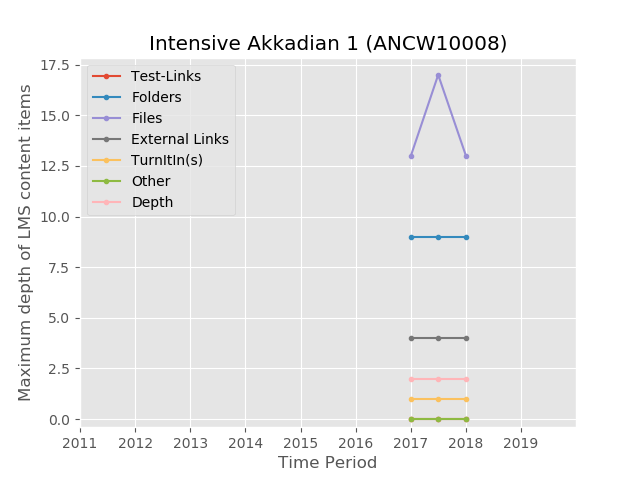 Intensive Akkadian 1 (ANCW10008)
Maximum depth of LMS content items
17.5
15.0
12.5
10.0
7.5
5.0
2.5
0.0
Test-Links
Folders
Files
External Links
TurnItIn(s)
Other
Depth
2011 2012 2013 2014 2015 2016 2017 2018 2019
Time Period